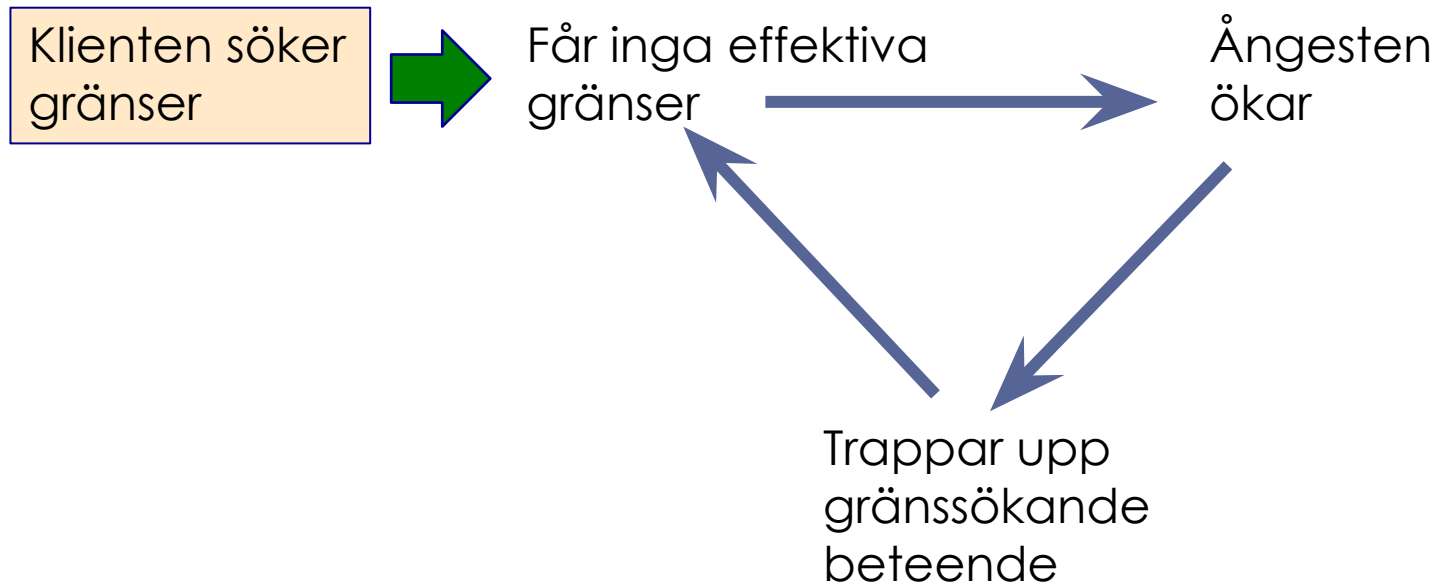 Klienten söker
gränser
Får inga effektiva
gränser
Ångesten
ökar
Trappar upp
gränssökande
beteende